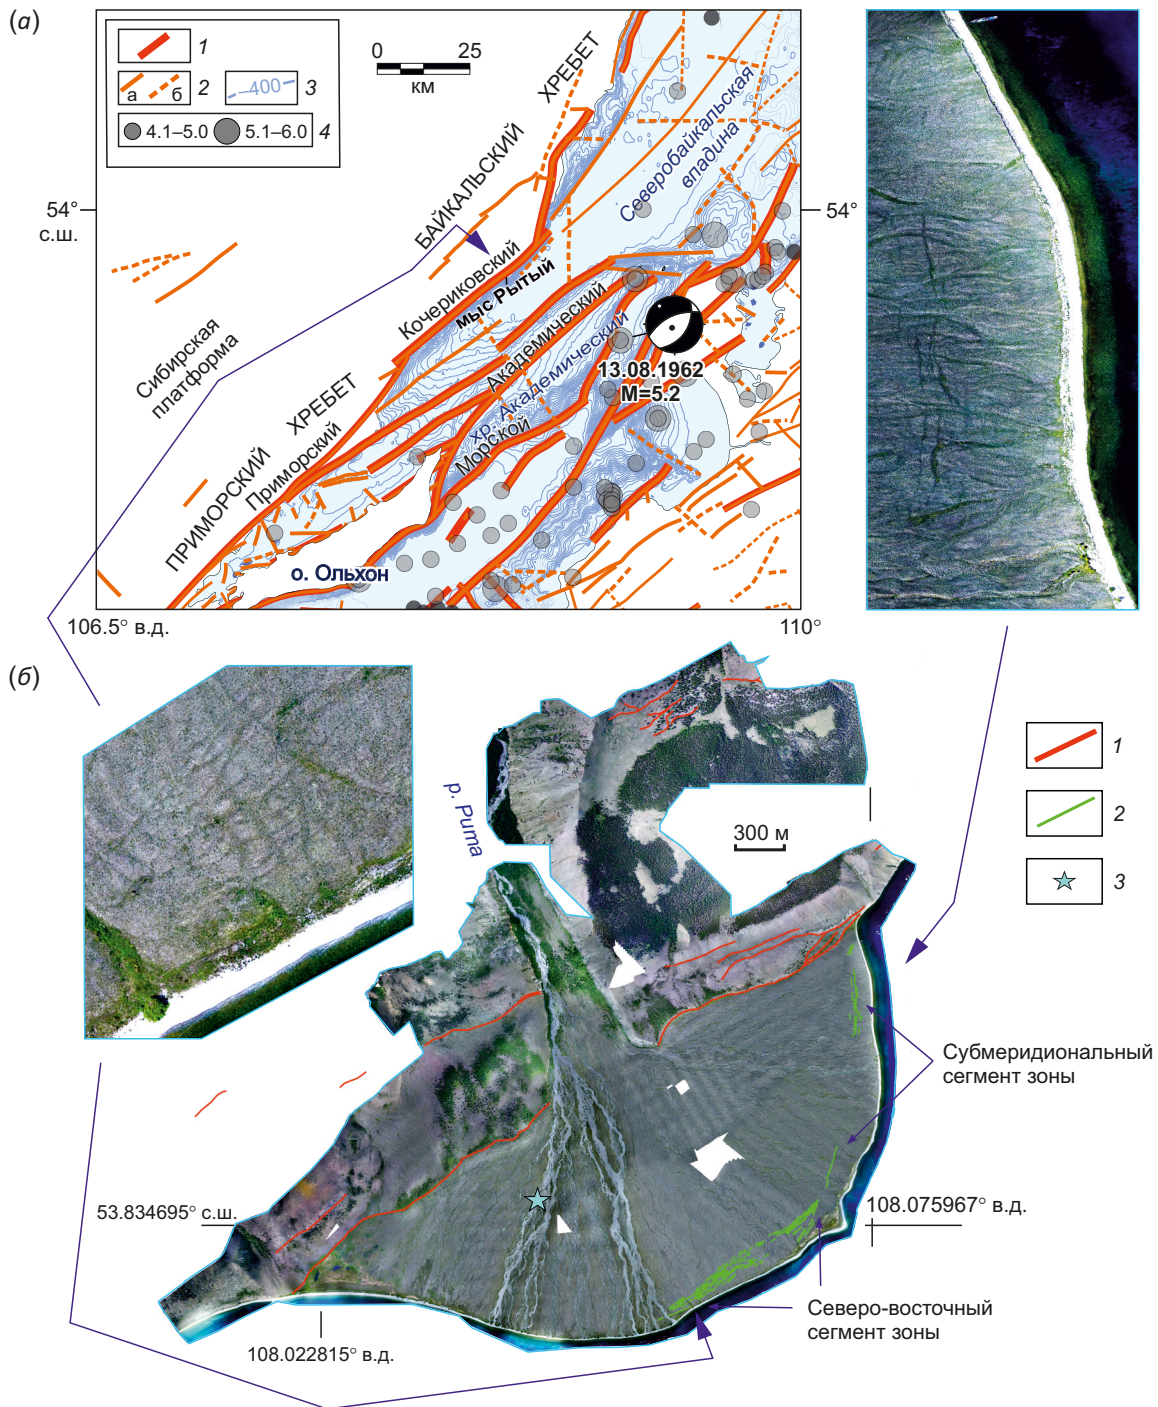 (а)
1
а б 2
–400 3
4.1–5.0 5.1–6.0 4
0 25
км
54°
с.ш.
54°
БАЙКАЛЬСКИЙ ХРЕБЕТ
Северобайкальская
впадина
Кочериковский
мыс Рытый
Академический
хр. Академический
Морской
13.08.1962
М=5.2
Сибирская
платформа
ПРИМОРСКИЙ ХРЕБЕТ
Приморский
о. Ольхон
106.5° в.д.
110°
(б)
р. Рита
300 м
1
2
3
Субмеридиональный
сегмент зоны
53.834695° с.ш.
108.075967° в.д.
Северо-восточный
сегмент зоны
108.022815° в.д.